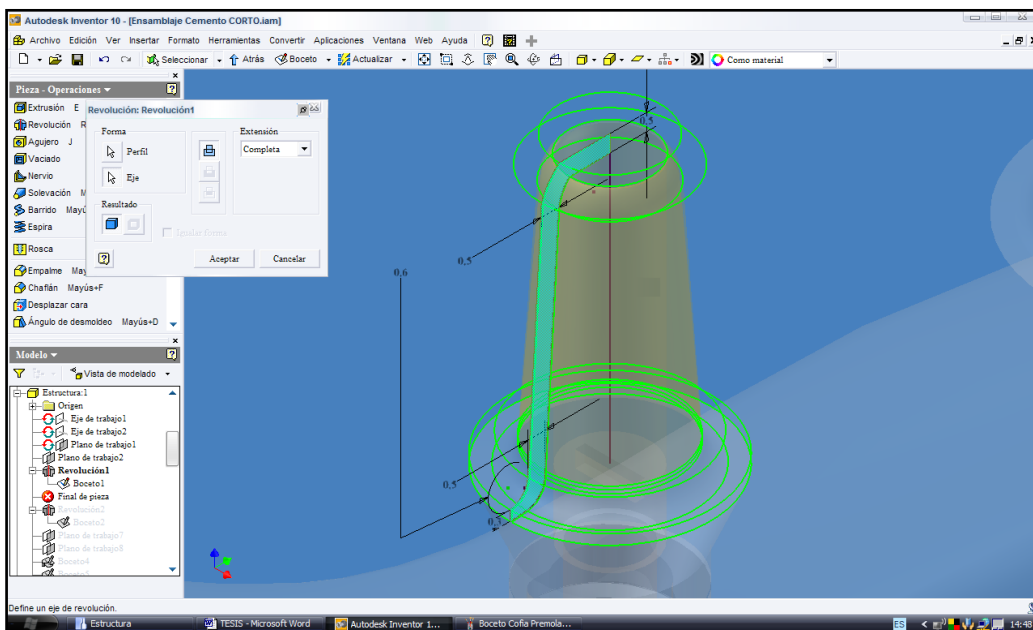 Autodesk Inventor 10 - [Ensamblaje Cemento CORTO.iam]
Archivo Edición Ver Insertar Formato Herramientas Convertir Aplicaciones Ventana Web Ayuda
Seleccionar Atrás Boceto Actualizar Como material
Pieza - Operaciones
Extrusión E
Revolución R
Agujero J
Vaciado
Nervio
Solevación M
Barrido Mayú
Espira
Rosca
Empalme May
Chaflán Mayús+F
Desplazar cara
Ángulo de desmoldeo Mayús+D
Revolución: Revolución1
Forma
Perfil
Eje
Resultado
Extensión
Completa
Igualar forma
Aceptar Cancelar
0,5
0,5
0,6
0,5
0,3
Modelo
Vista de modelado
Estructura:1
Origen
Eje de trabajo1
Eje de trabajo2
Plano de trabajo1
Plano de trabajo2
Revolución1
Boceto1
Final de pieza
Revolución2
Boceto2
Plano de trabajo7
Plano de trabajo8
Boceto4
Boceto5
Define un eje de revolución.
Estructura TESIS - Microsoft Word Autodesk Inventor 1... Boceto Cofia Premola... ES 14:48